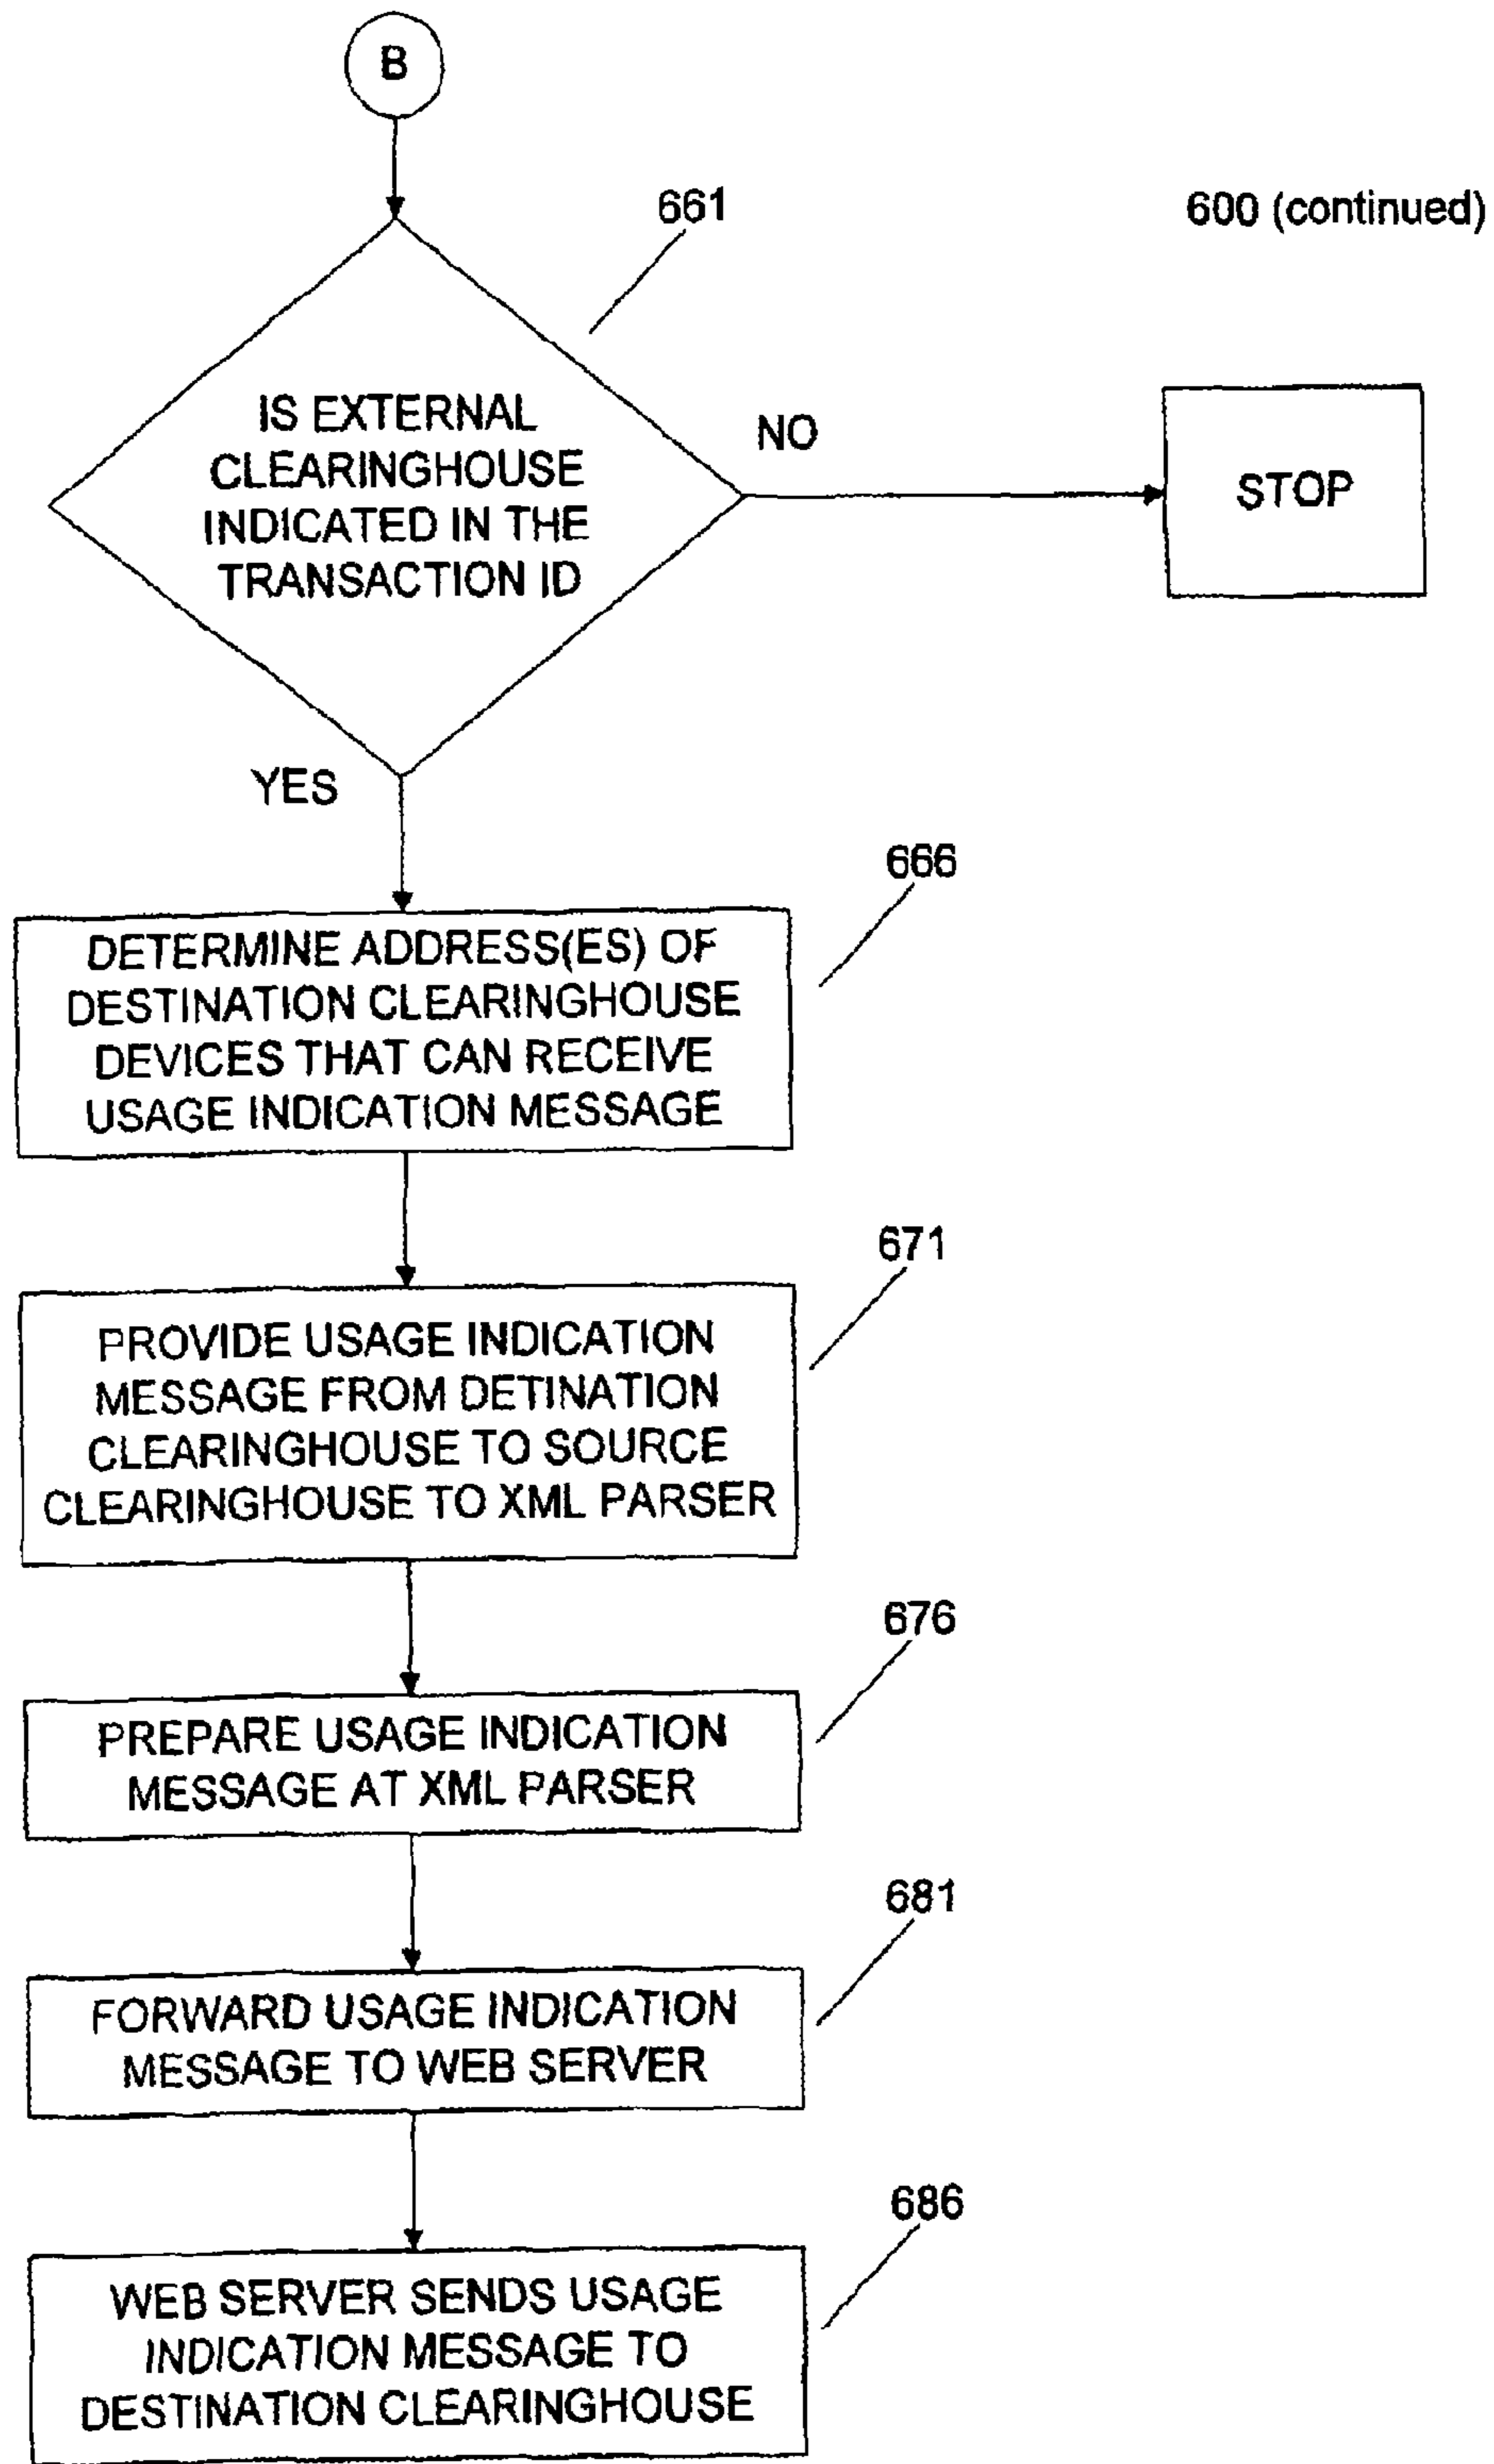 B
661
600 (continued)
IS EXTERNAL
CLEARINGHOUSE
INDICATED IN THE
TRANSACTION ID
NO
STOP
YES
666
DETERMINE ADDRESS(ES) OF
DESTINATION CLEARINGHOUSE
DEVICES THAT CAN RECEIVE
USAGE INDICATION MESSAGE
671
PROVIDE USAGE INDICATION
MESSAGE FROM DETINATION
CLEARINGHOUSE TO SOURCE
CLEARINGHOUSE TO XML PARSER
676
PREPARE USAGE INDICATION
MESSAGE AT XML PARSER
681
FORWARD USAGE INDICATION
MESSAGE TO WEB SERVER
686
WEB SERVER SENDS USAGE
INDICATION MESSAGE TO
DESTINATION CLEARINGHOUSE